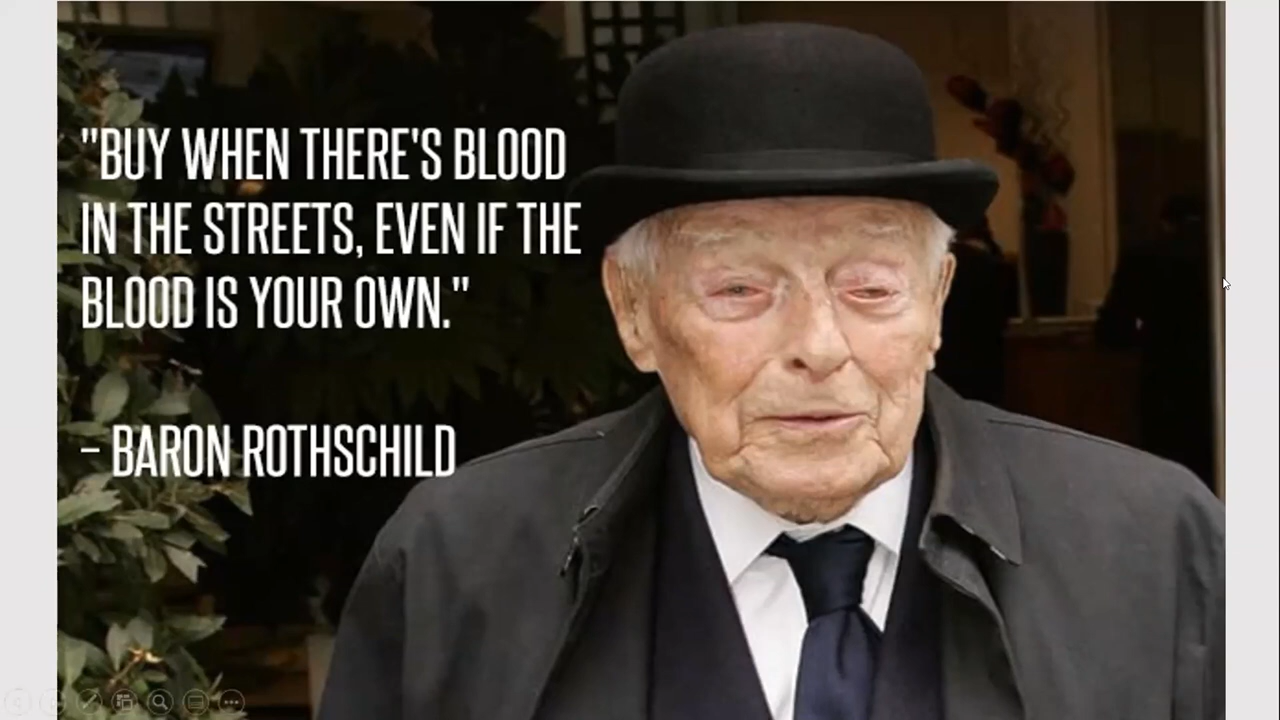 "BUY WHEN THERE'S BLOOD
IN THE STREETS, EVEN IF THE
BLOOD IS YOUR OWN."
– BARON ROTHSCHILD